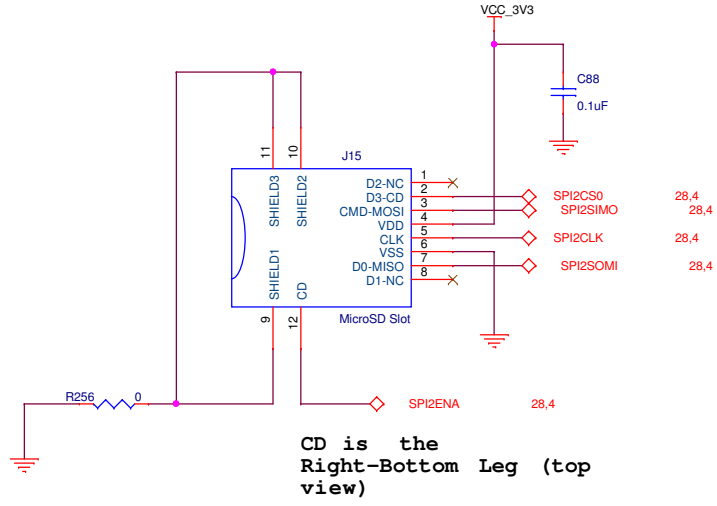 VCC_3V3
C88
0.1uF
J15
11
10
SHIELD3
SHIELD2
SHIELD1
CD
D2-NC 1
D3-CD 2
CMD-MOSI 3
VDD 4
CLK 5
VSS 6
D0-MISO 7
D1-NC 8
SPI2CS0 28,4
SPI2SIMO 28,4
SPI2CLK 28,4
SPI2SOMI 28,4
9
12
MicroSD Slot
R256 0
SPI2ENA 28,4
CD is the
Right-Bottom Leg (top
view)